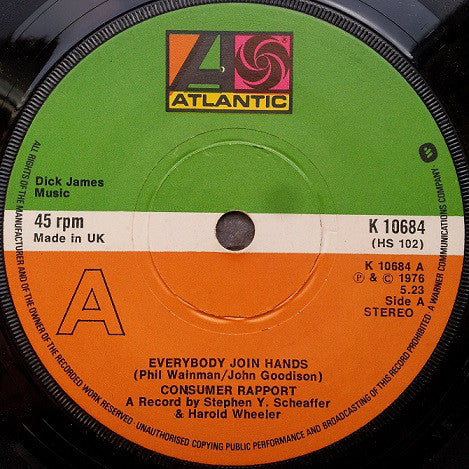 ATLANTIC
Dick James
Music
45 rpm
Made in UK
K 10684
(HS 102)
K 10684 A
℗ & © 1976
5.23
Side A
STEREO
A
EVERYBODY JOIN HANDS
(Phil Wainman/John Goodison)
CONSUMER RAPPORT
A Record by Stephen Y. Scheaffer
& Harold Wheeler
ALL RIGHTS OF THE MANUFACTURER AND OF THE OWNER OF THE RECORDED WORK RESERVED. UNAUTHORISED COPYING PUBLIC PERFORMANCE AND BROADCASTING OF THIS RECORD PROHIBITED
A WARNER COMMUNICATIONS COMPANY